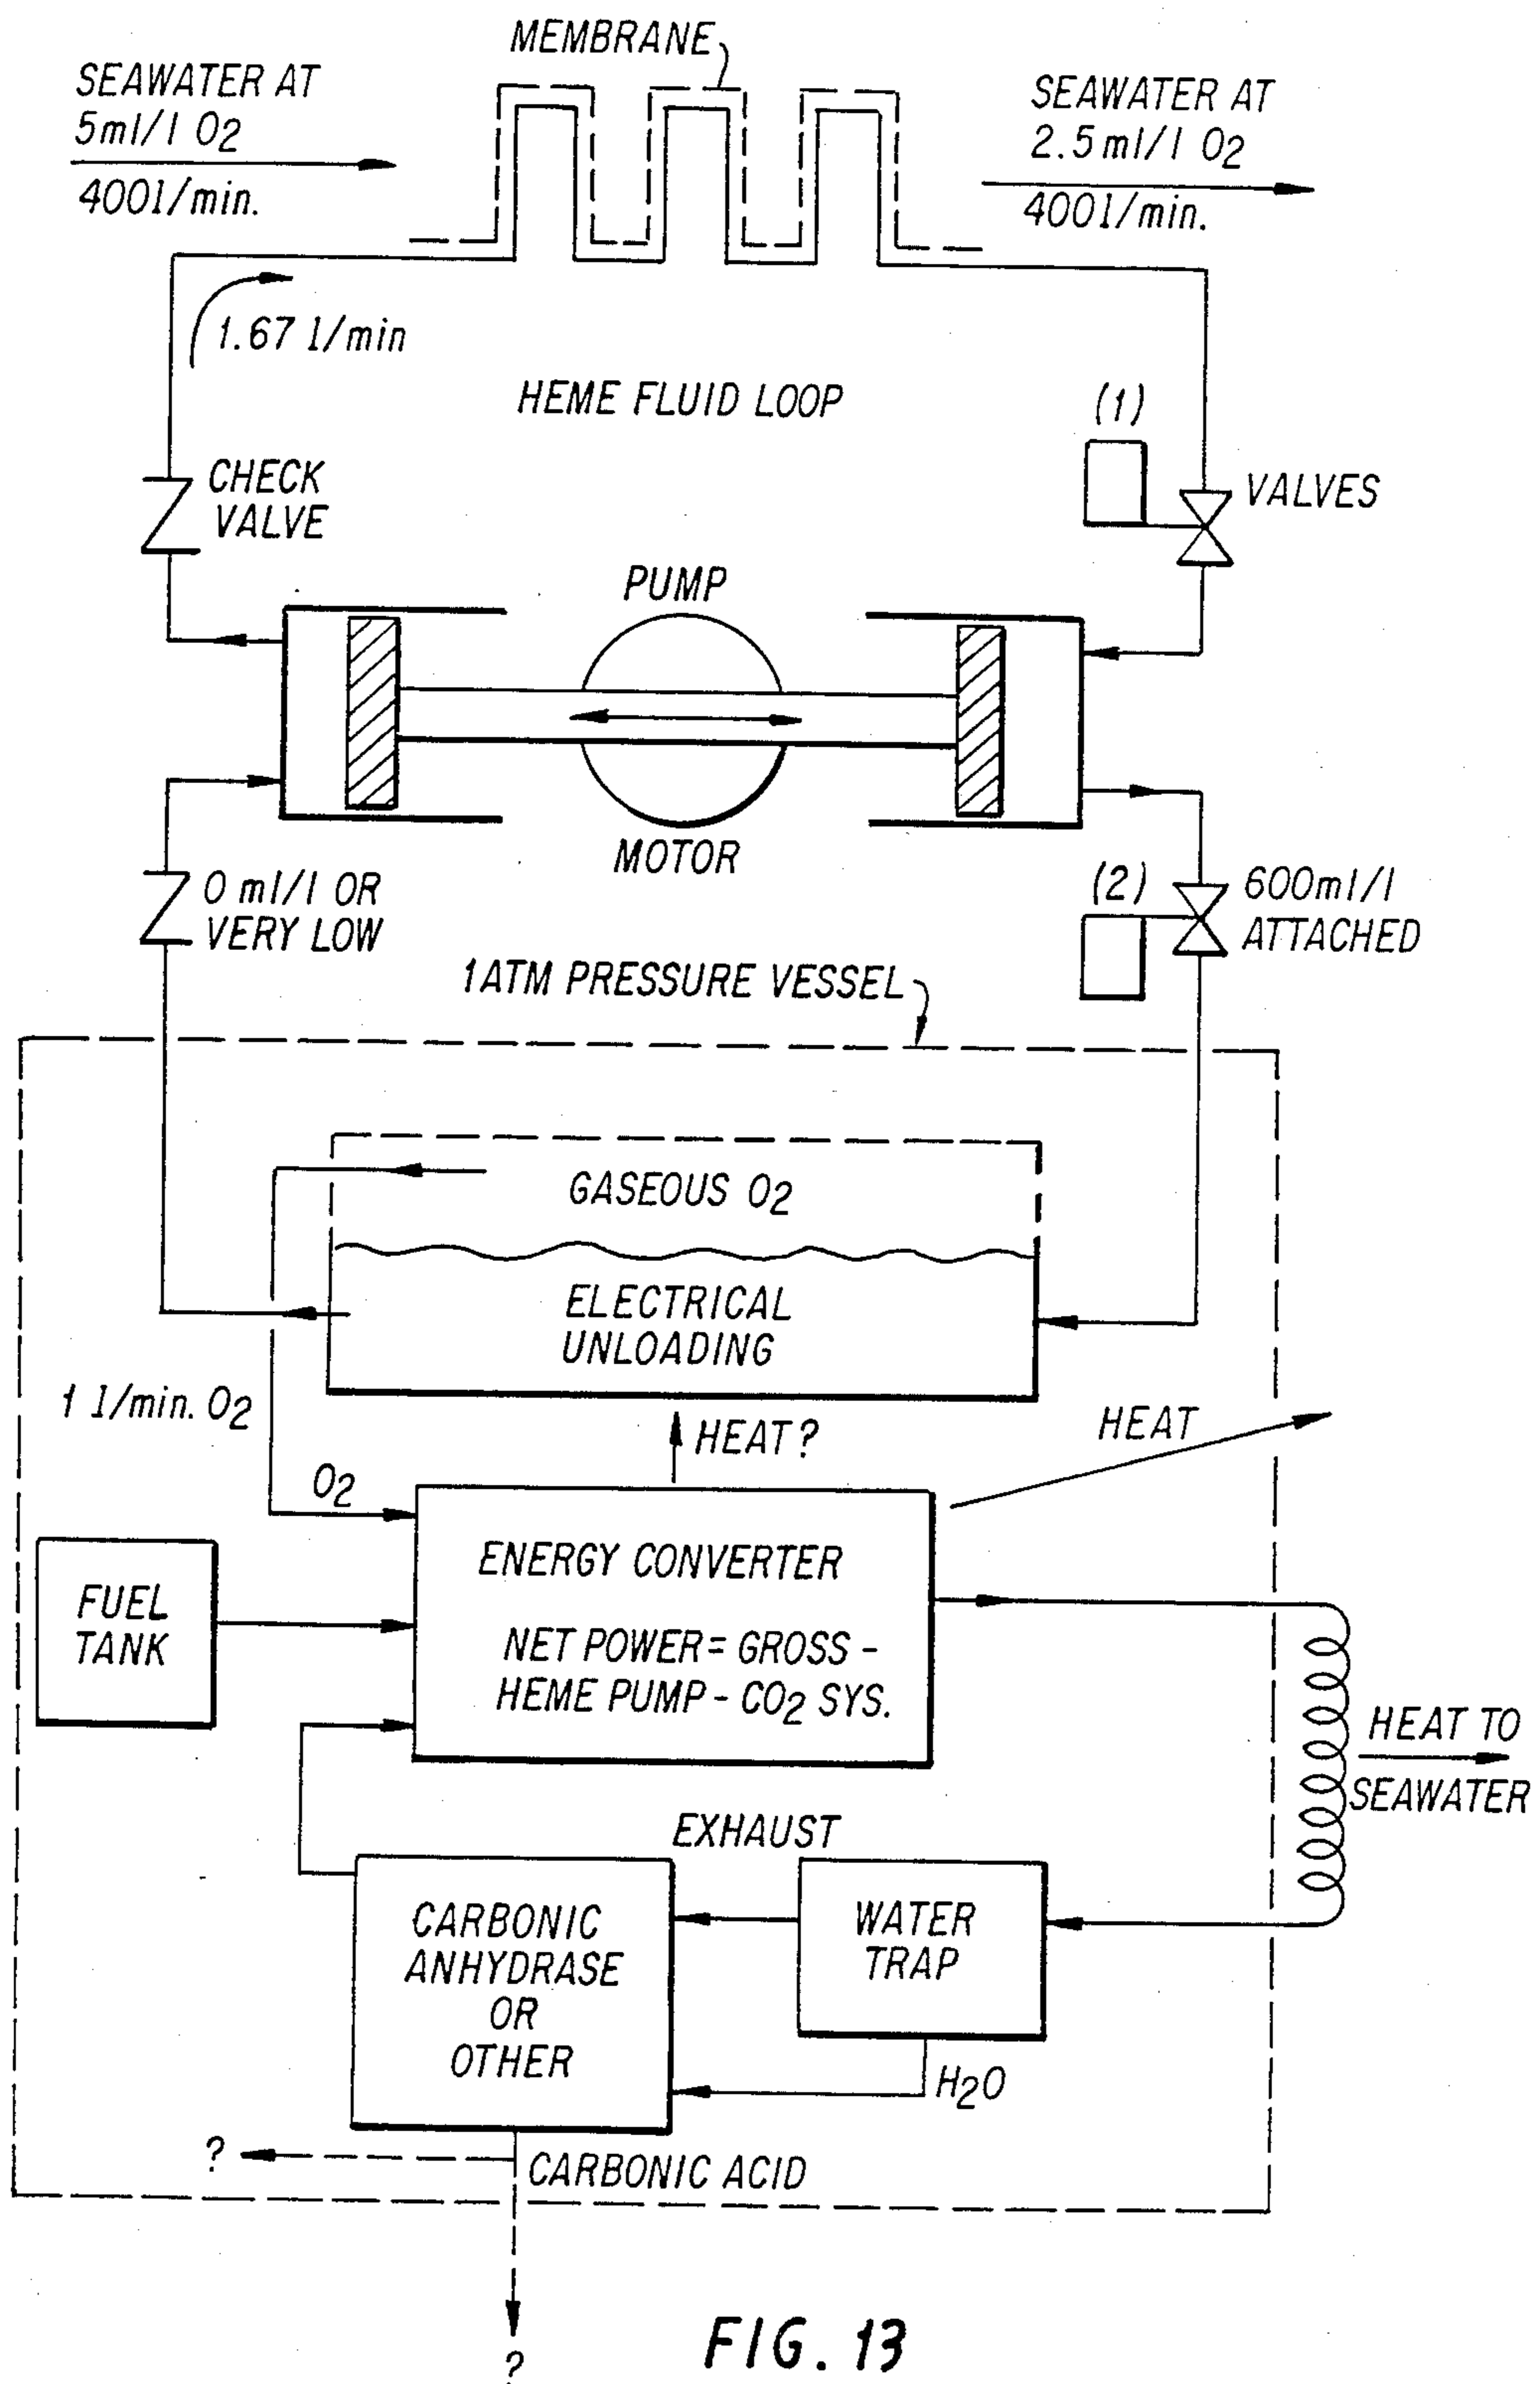 MEMBRANE
SEAWATER AT
5ml/l O2
400l/min.
SEAWATER AT
2.5ml/l O2
400l/min.
1.67 l/min
HEME FLUID LOOP
(1)
CHECK
VALVE
VALVES
PUMP
MOTOR
0 ml/l OR
VERY LOW
(2)
600ml/l
ATTACHED
1 ATM PRESSURE VESSEL
GASEOUS O2
ELECTRICAL
UNLOADING
1 l/min. O2
HEAT?
HEAT
O2
ENERGY CONVERTER
NET POWER = GROSS -
HEME PUMP - CO2 SYS.
FUEL
TANK
HEAT TO
SEAWATER
EXHAUST
CARBONIC
ANHYDRASE
OR
OTHER
WATER
TRAP
H2O
?
CARBONIC ACID
?
FIG. 13